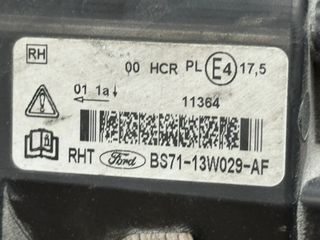 RH
00 HCR PL E4 17,5
01 1a
11364
RHT Ford BS71-13W029-AF